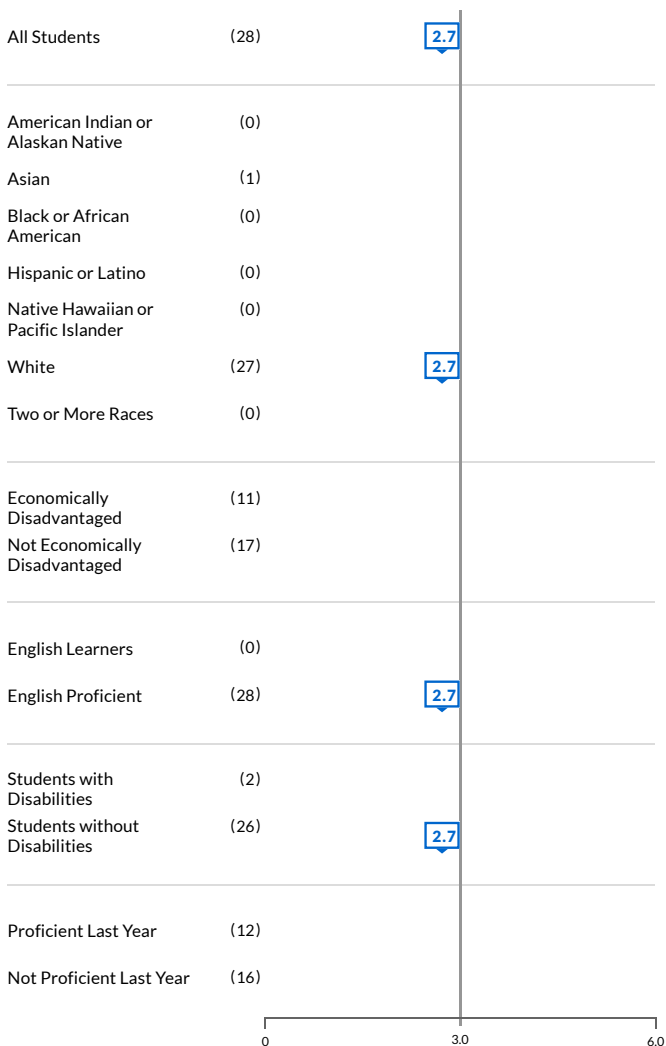 All Students (28) 2.7
American Indian or (0)
Alaskan Native
Asian (1)
Black or African (0)
American
Hispanic or Latino (0)
Native Hawaiian or (0)
Pacific Islander
White (27) 2.7
Two or More Races (0)
Economically (11)
Disadvantaged
Not Economically (17)
Disadvantaged
English Learners (0)
English Proficient (28) 2.7
Students with (2)
Disabilities
Students without (26) 2.7
Disabilities
Proficient Last Year (12)
Not Proficient Last Year (16)
0 3.0 6.0